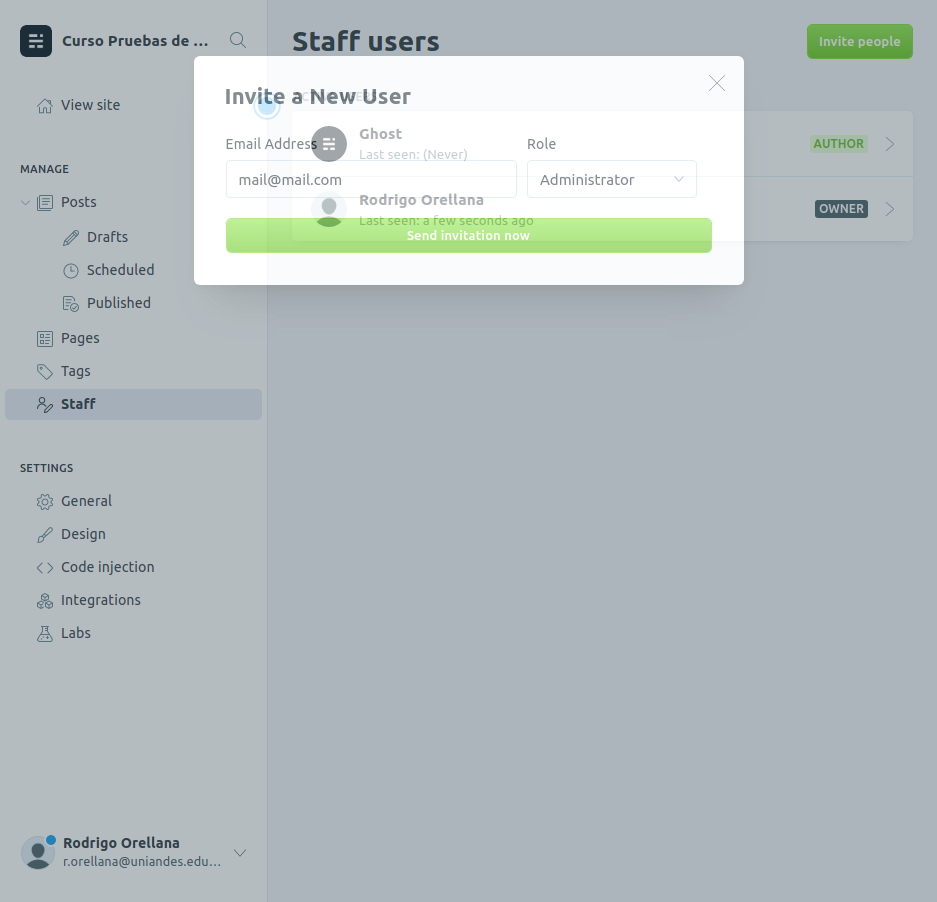 Curso Pruebas de ...
View site
MANAGE
Posts
Drafts
Scheduled
Published
Pages
Tags
Staff
SETTINGS
General
Design
Code injection
Integrations
Labs
Rodrigo Orellana
r.orellana@uniandes.edu...
Staff users
Invite people
Invite a New User
Email Address
Role
mail@mail.com
Administrator
Send invitation now
Ghost
Last seen: (Never)
AUTHOR
Rodrigo Orellana
Last seen: a few seconds ago
OWNER